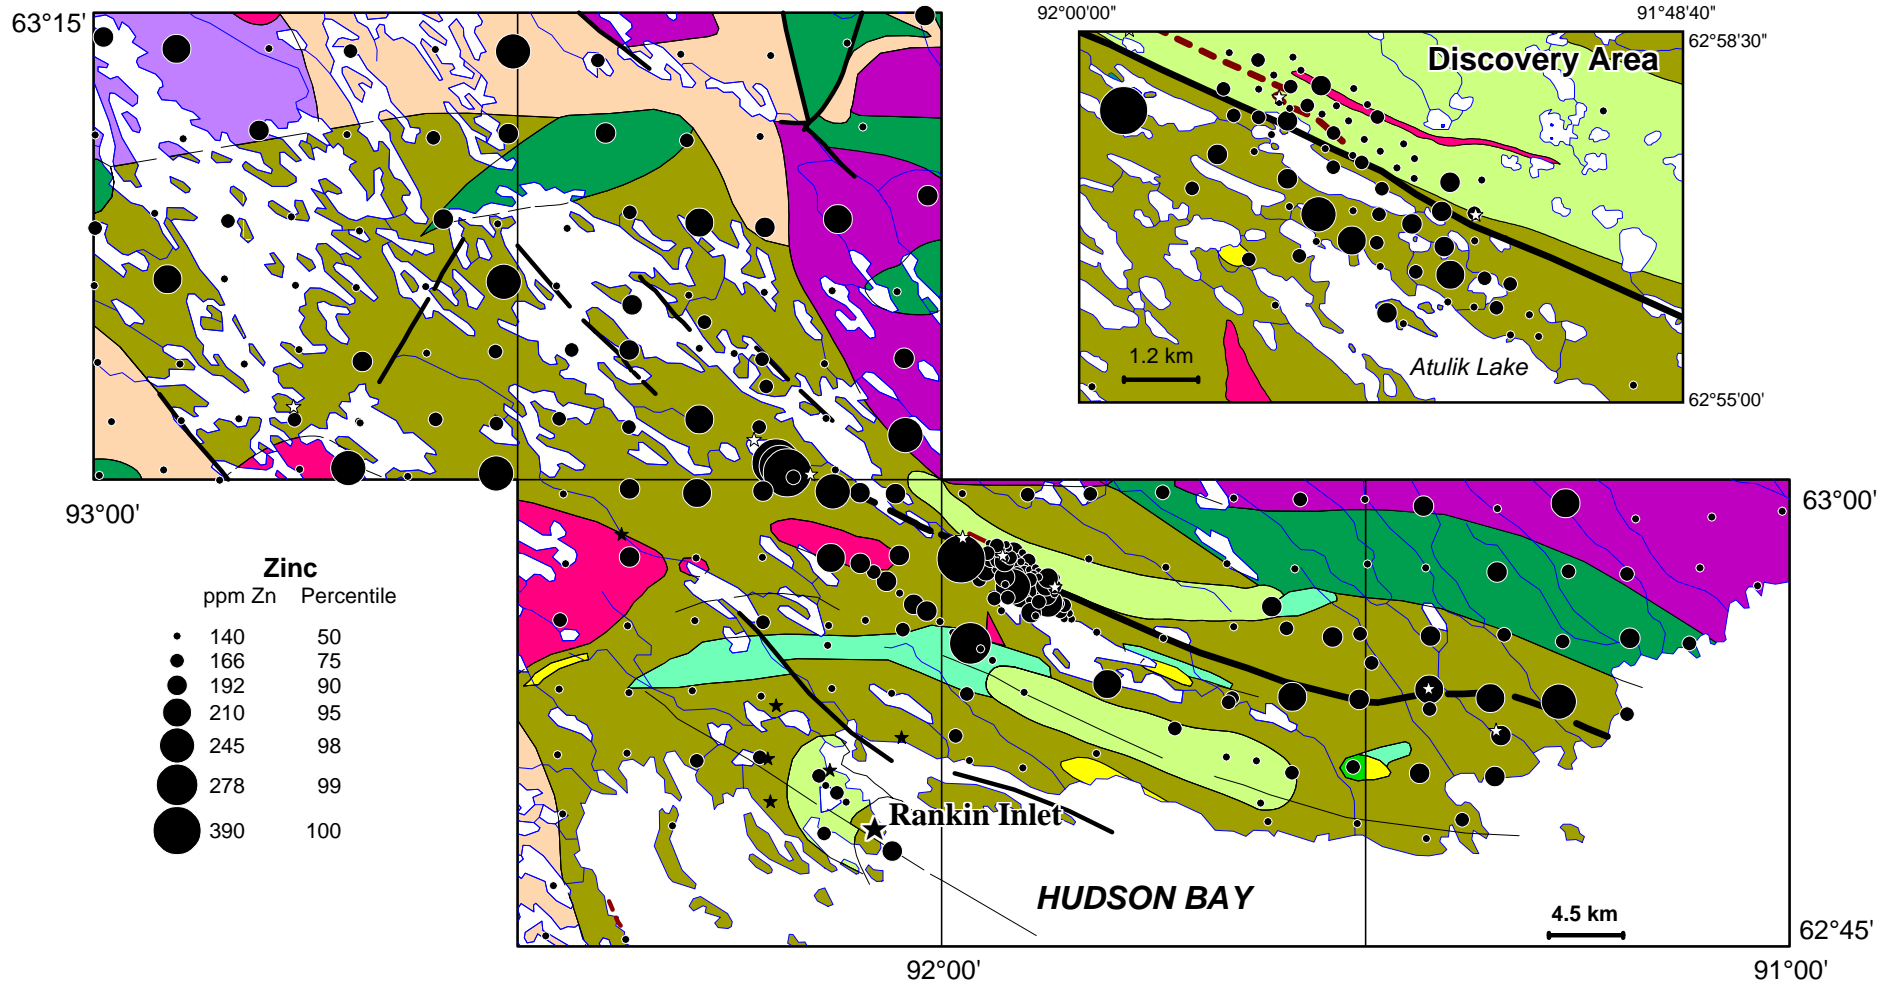 63°15'
92°00'00"
91°48'40"
62°58'30"
Discovery Area
1.2 km
Atulik Lake
62°55'00'
93°00'
63°00'
Zinc
ppm Zn Percentile
140 50
166 75
192 90
210 95
245 98
278 99
390 100
Rankin Inlet
HUDSON BAY
4.5 km
62°45'
92°00'
91°00'